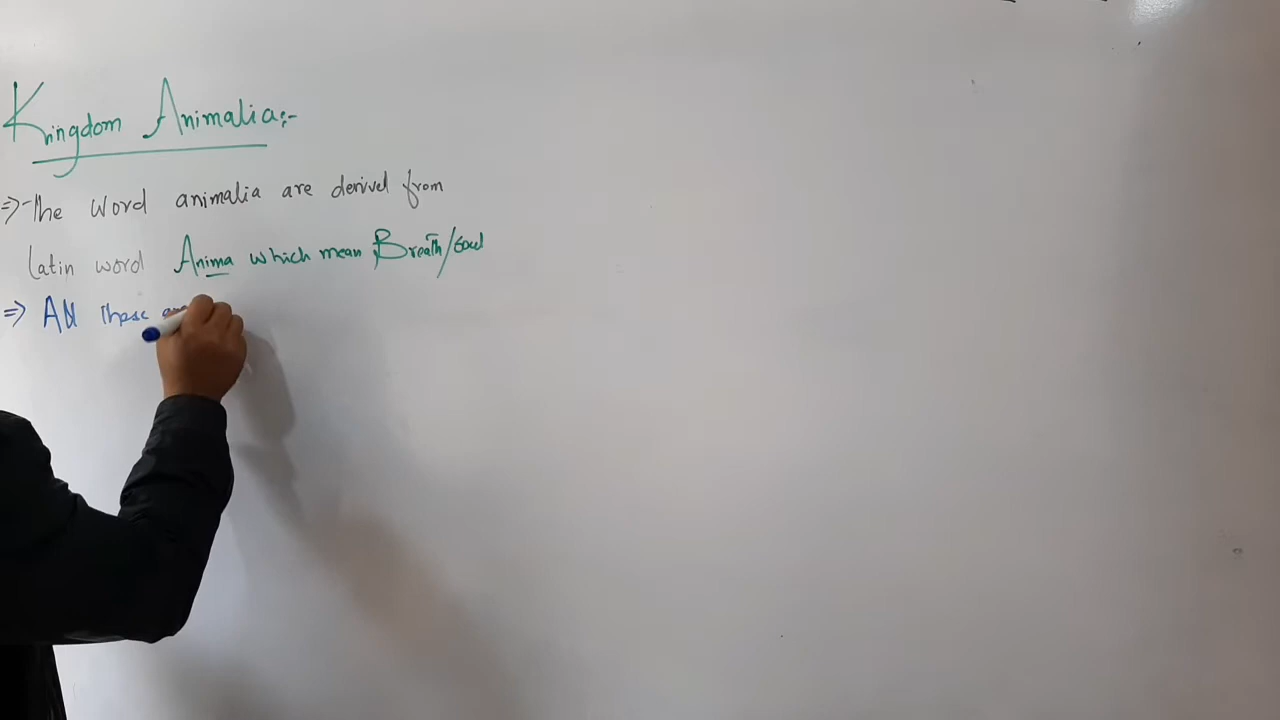 Kingdom Animalia:-
⇒ The word animalia are derived from
Latin word Anima which mean Breath/Soul
⇒ All these